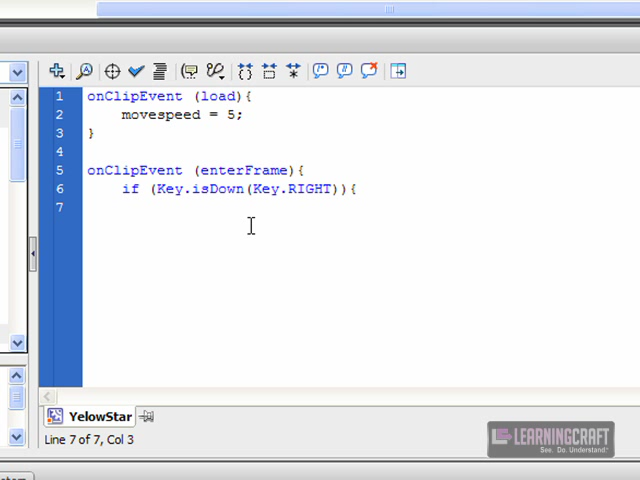 1 onClipEvent (load){
2 movespeed = 5;
3 }
4
5 onClipEvent (enterFrame){
6 if (Key.isDown(Key.RIGHT)){
7
YelowStar
Line 7 of 7, Col 3
LEARNINGCRAFT
See. Do. Understand!